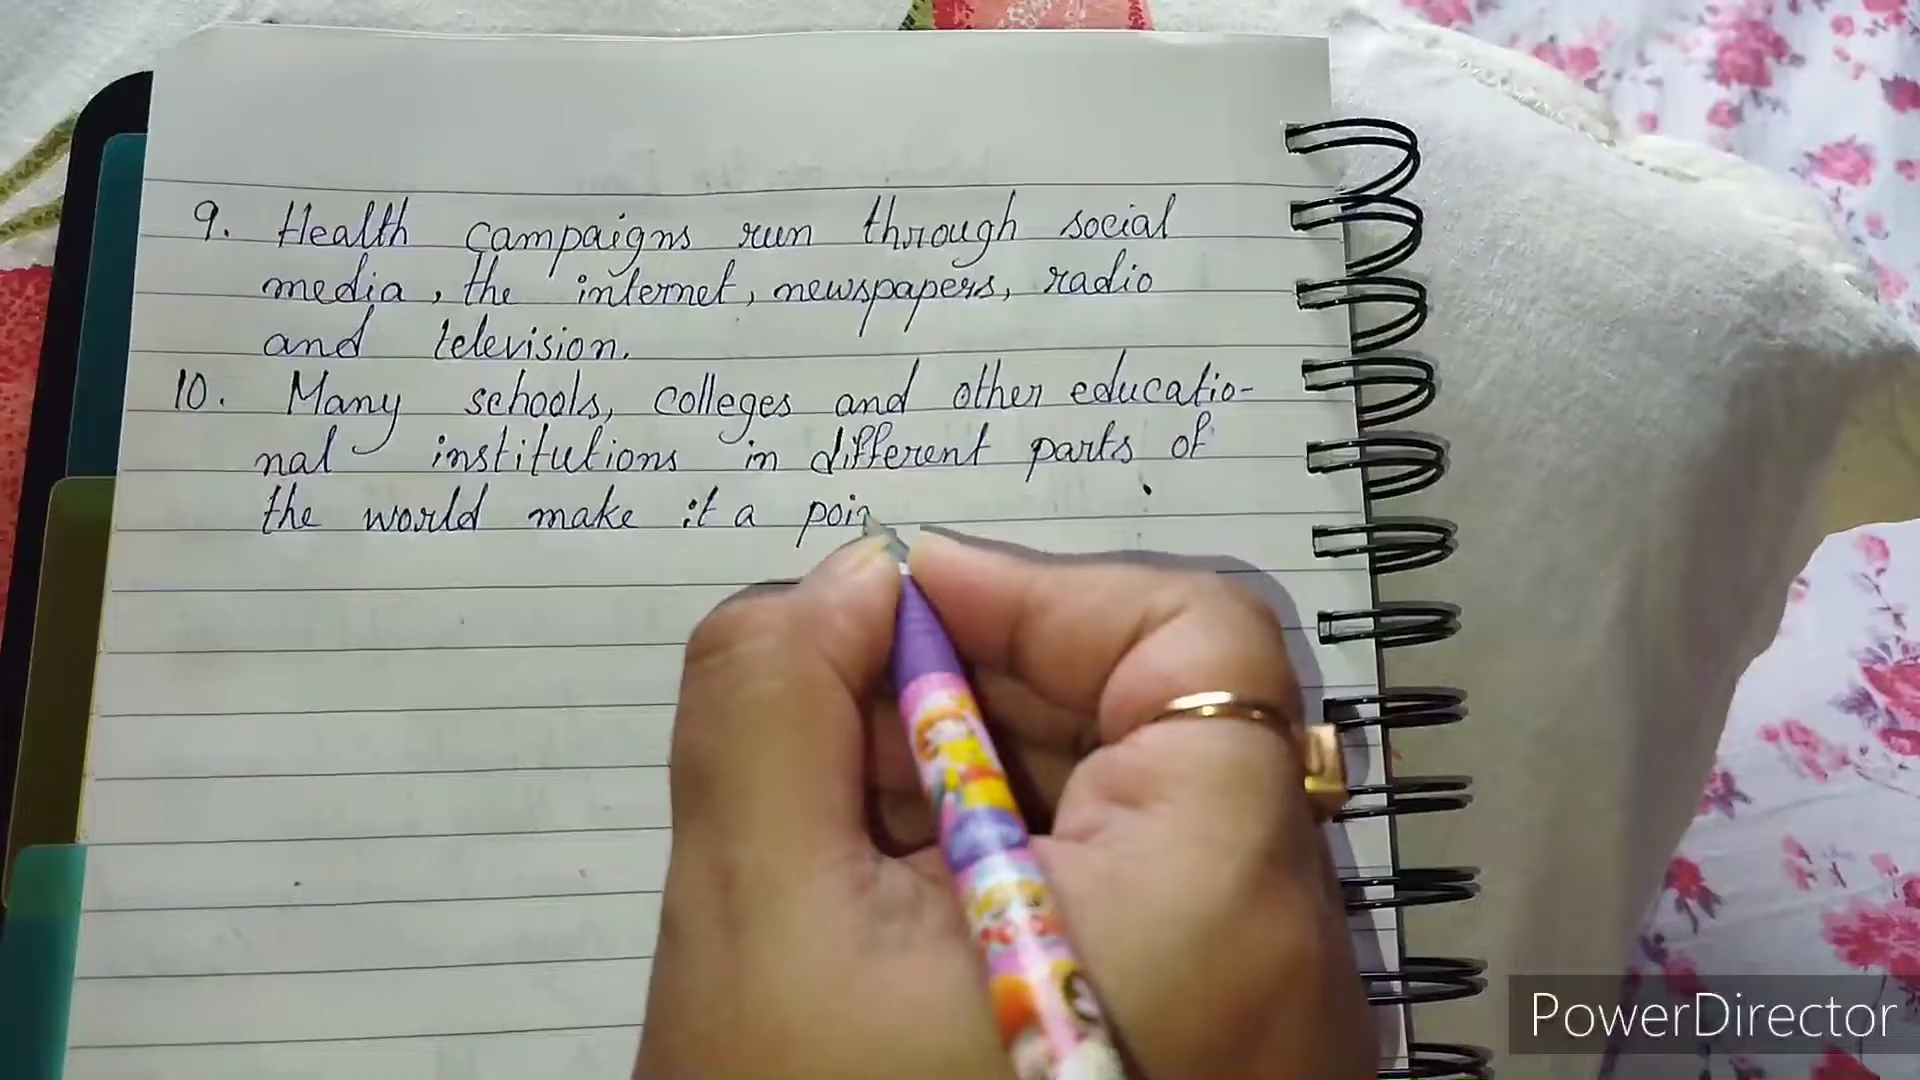 9. Health campaigns run through social
media, the internet, newspapers, radio
and television.
10. Many schools, colleges and other educatio-
nal institutions in different parts of
the world make it a poin
PowerDirector